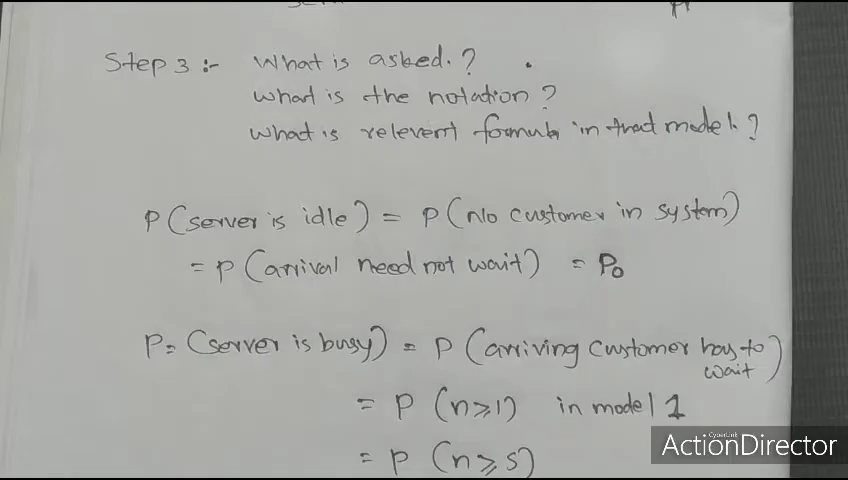 Step 3 :- What is asked. ?
What is the notation ?
What is relevent formula in that model. ?
P (server is idle) = P (no customer in system)
= P (arrival need not wait) = P₀
P = (server is busy) = P (arriving customer has to wait)
= P (n ≥ 1) in model 1
= P (n ≥ S)
CyberLink
ActionDirector